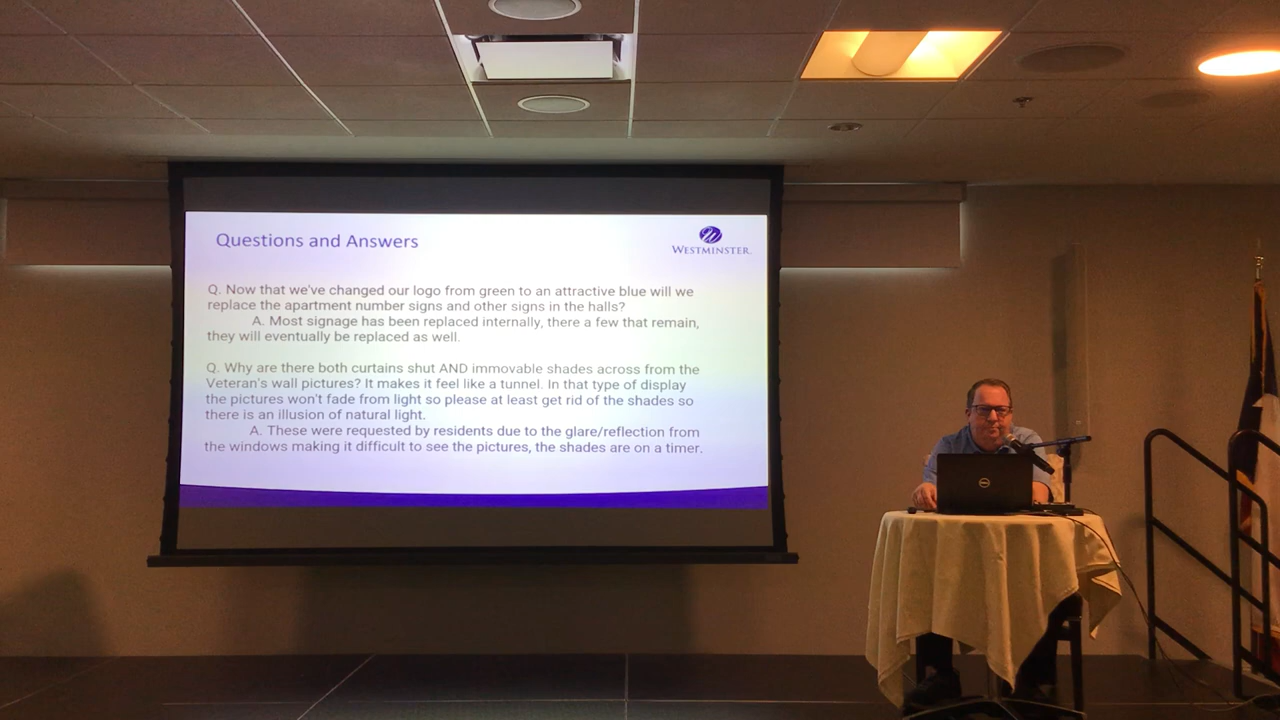 Questions and Answers
WESTMINSTER
Q. Now that we've changed our logo from green to an attractive blue will we
replace the apartment number signs and other signs in the halls?
A. Most signage has been replaced internally, there a few that remain,
they will eventually be replaced as well.
Q. Why are there both curtains shut AND immovable shades across from the
Veteran's wall pictures? It makes it feel like a tunnel. In that type of display
the pictures won't fade from light so please at least get rid of the shades so
there is an illusion of natural light.
A. These were requested by residents due to the glare/reflection from
the windows making it difficult to see the pictures, the shades are on a timer.
DELL